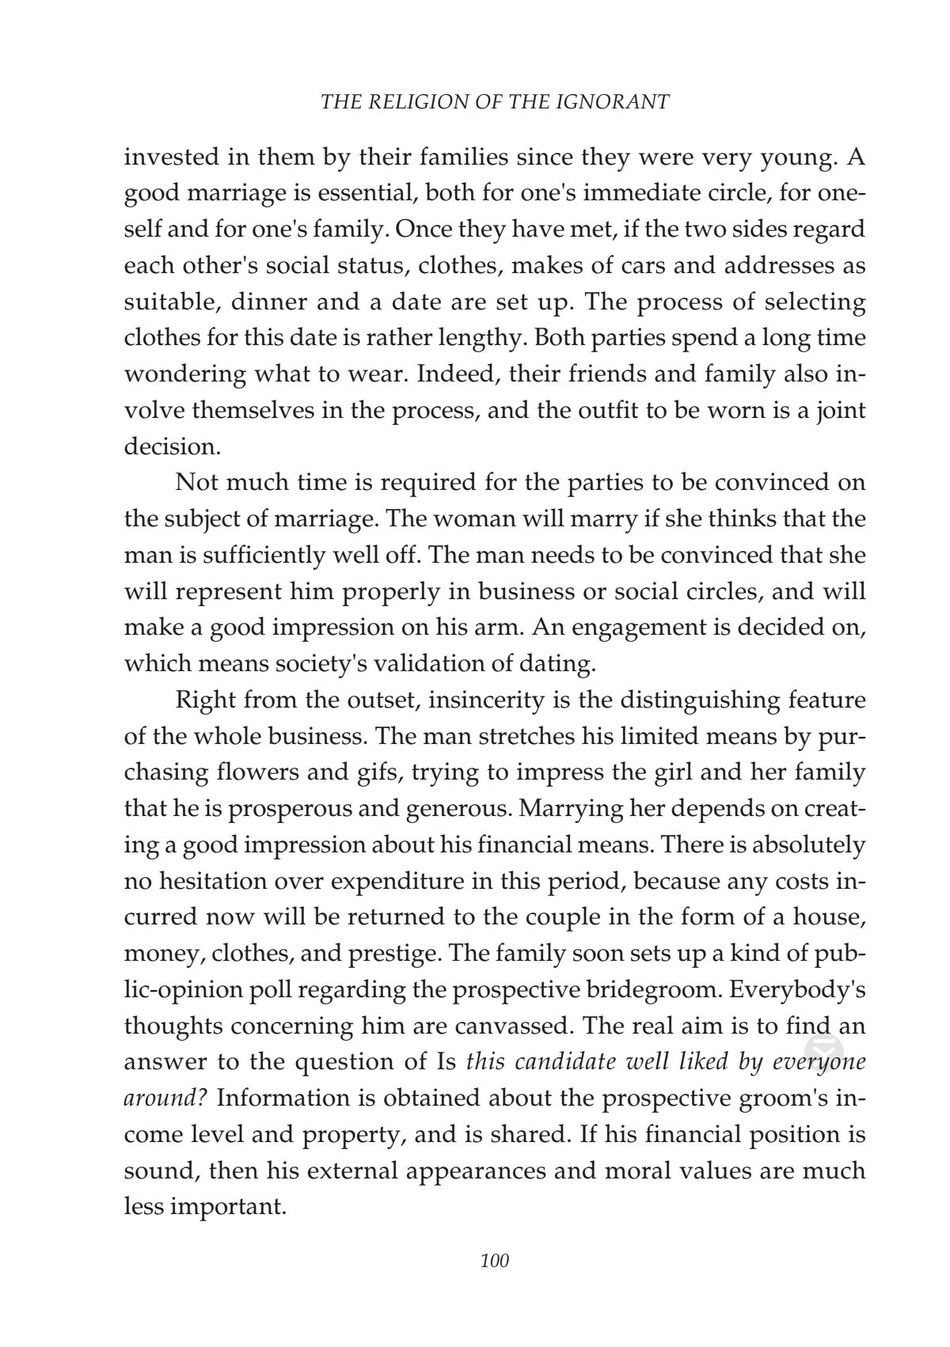 THE RELIGION OF THE IGNORANT
invested in them by their families since they were very young. A
good marriage is essential, both for one's immediate circle, for one-
self and for one's family. Once they have met, if the two sides regard
each other's social status, clothes, makes of cars and addresses as
suitable, dinner and a date are set up. The process of selecting
clothes for this date is rather lengthy. Both parties spend a long time
wondering what to wear. Indeed, their friends and family also in-
volve themselves in the process, and the outfit to be worn is a joint
decision.
Not much time is required for the parties to be convinced on
the subject of marriage. The woman will marry if she thinks that the
man is sufficiently well off. The man needs to be convinced that she
will represent him properly in business or social circles, and will
make a good impression on his arm. An engagement is decided on,
which means society's validation of dating.
Right from the outset, insincerity is the distinguishing feature
of the whole business. The man stretches his limited means by pur-
chasing flowers and gifs, trying to impress the girl and her family
that he is prosperous and generous. Marrying her depends on creat-
ing a good impression about his financial means. There is absolutely
no hesitation over expenditure in this period, because any costs in-
curred now will be returned to the couple in the form of a house,
money, clothes, and prestige. The family soon sets up a kind of pub-
lic-opinion poll regarding the prospective bridegroom. Everybody's
thoughts concerning him are canvassed. The real aim is to find an
answer to the question of Is this candidate well liked by everyone
around? Information is obtained about the prospective groom's in-
come level and property, and is shared. If his financial position is
sound, then his external appearances and moral values are much
less important.
100